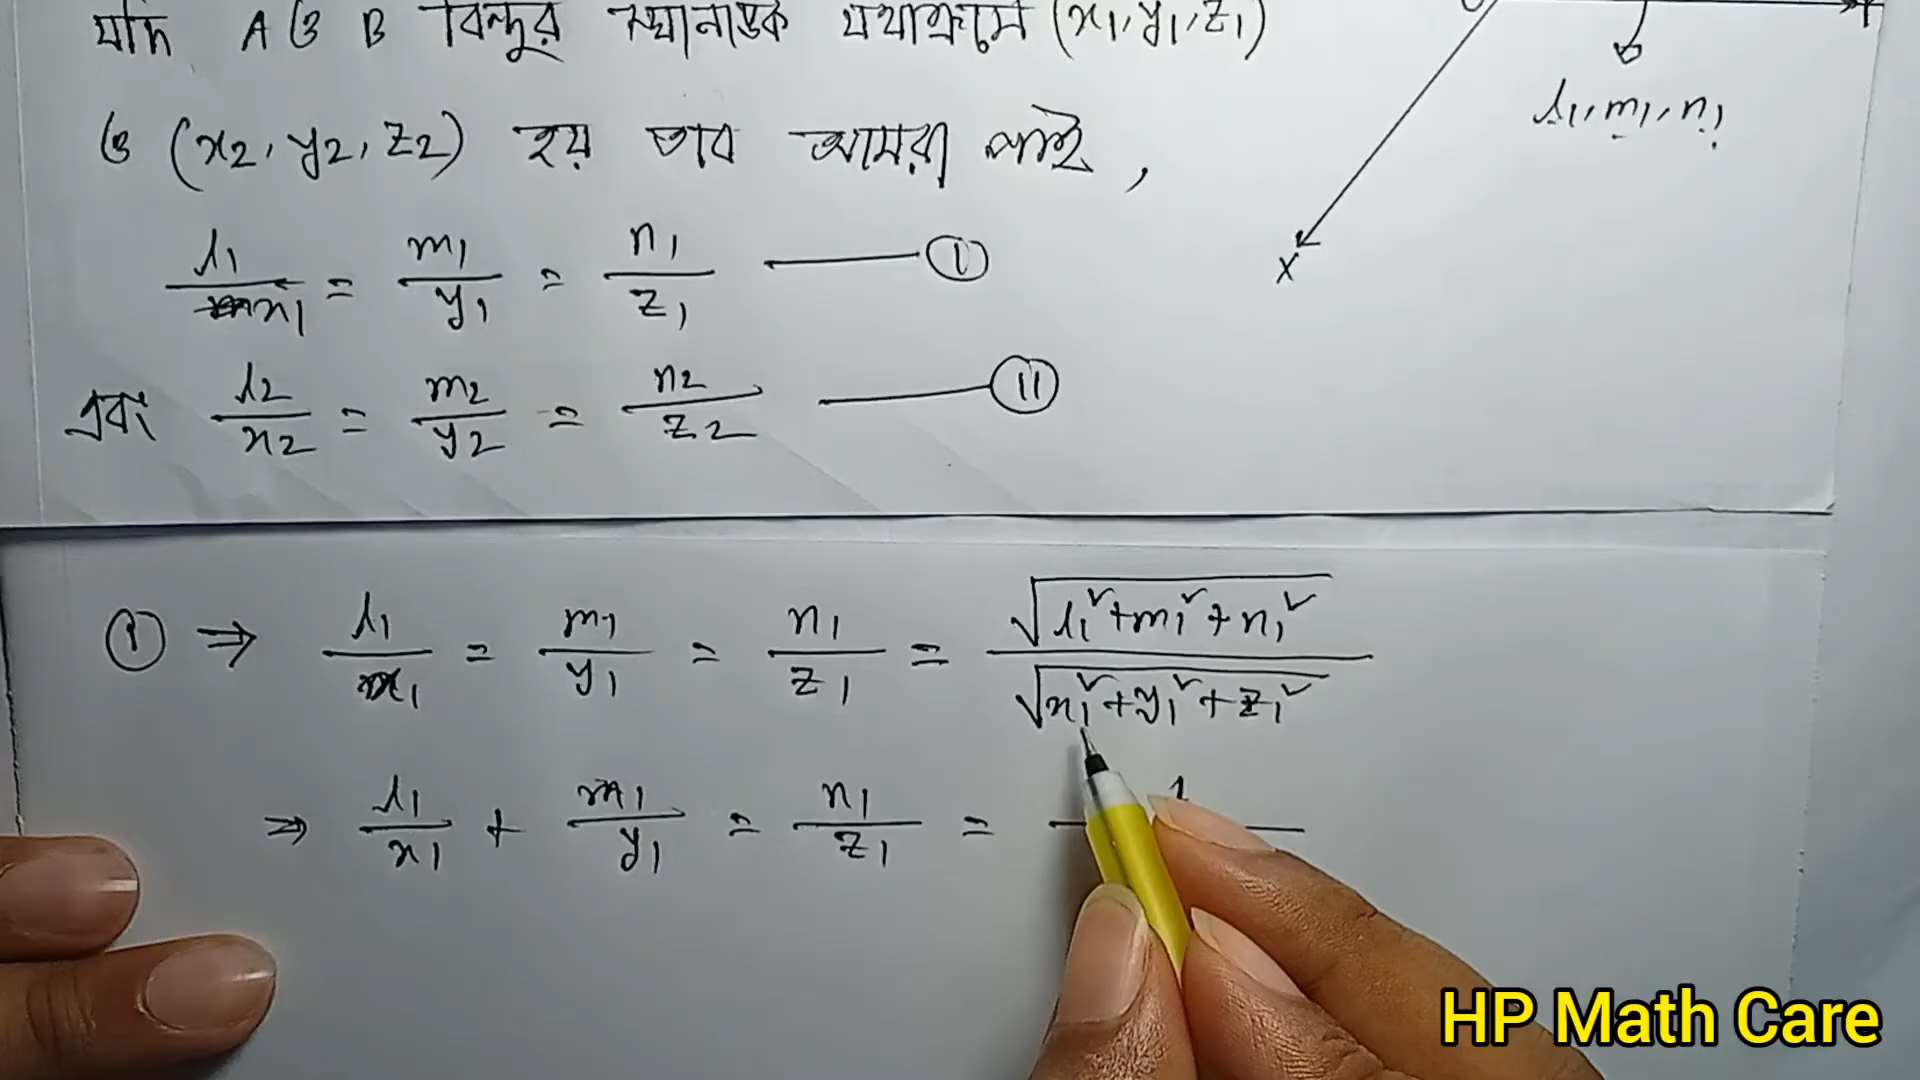 যদি A ও B বিন্দুর স্থানাঙ্ক যথাক্রমে (x₁, y₁, z₁)
ও (x₂, y₂, z₂) হয় তাব আমরা পাই,
l₁, m₁, n₁
X
l₁/x₁ = m₁/y₁ = n₁/z₁ —— (I)
এবং l₂/x₂ = m₂/y₂ = n₂/z₂ —— (II)
(I) ⇒ l₁/x₁ = m₁/y₁ = n₁/z₁ = √(l₁² + m₁² + n₁²)/√(x₁² + y₁² + z₁²)
⇒ l₁/x₁ + m₁/y₁ = n₁/z₁ = 1/
HP Math Care